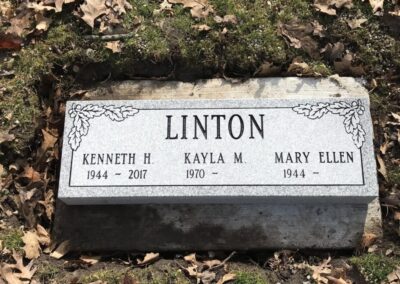 LINTON
KENNETH H. KAYLA M. MARY ELLEN
1944 - 2017 1970 - 1944 -